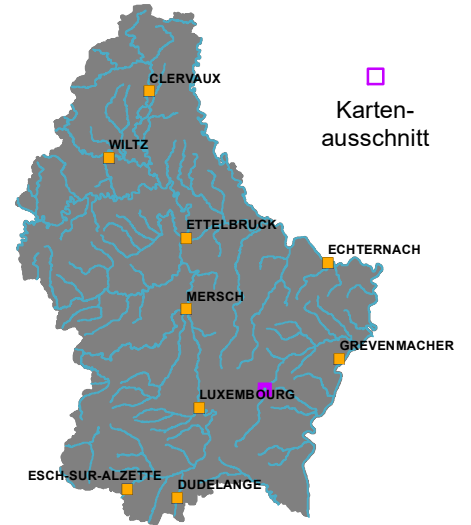 CLERVAUX
Karten-
ausschnitt
WILTZ
ETTELBRUCK
ECHTERNACH
MERSCH
GREVENMACHER
LUXEMBOURG
ESCH-SUR-ALZETTE
DUDELANGE